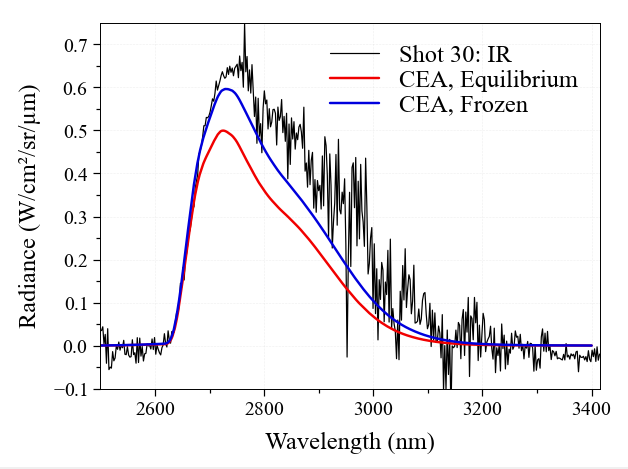 0.7
0.6
0.5
0.4
0.3
0.2
0.1
0.0
−0.1
Radiance (W/cm²/sr/μm)
Shot 30: IR
CEA, Equilibrium
CEA, Frozen
2600 2800 3000 3200 3400
Wavelength (nm)